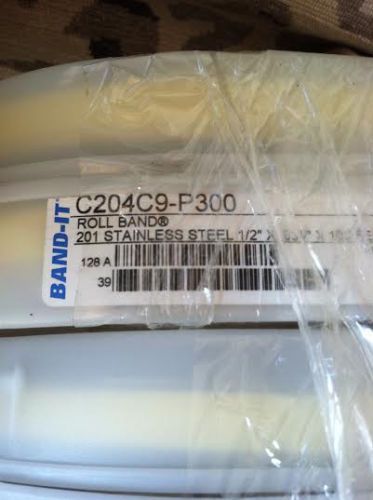 BAND-IT
C204C9-P300
ROLL BAND®
201 STAINLESS STEEL 1/2" X
128 A
39